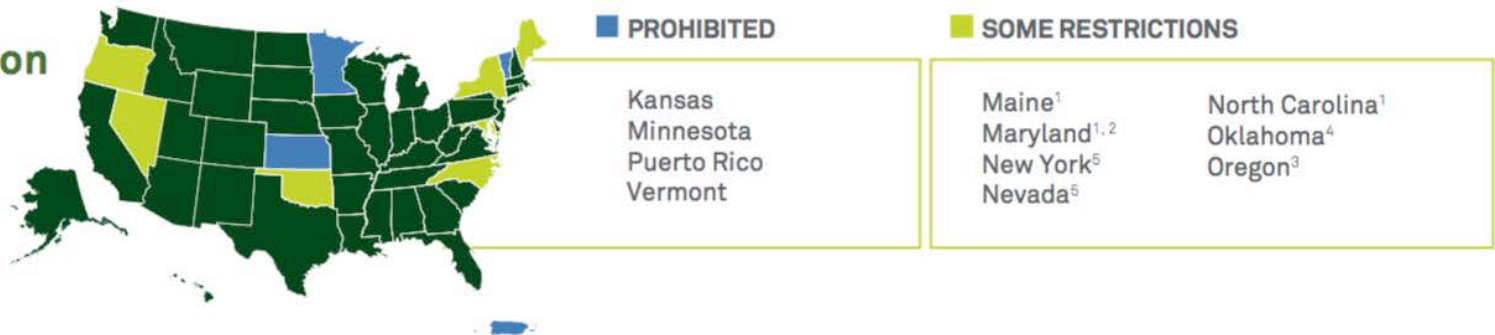 on
PROHIBITED
Kansas
Minnesota
Puerto Rico
Vermont
SOME RESTRICTIONS
Maine¹
Maryland¹,²
New York⁵
Nevada⁵
North Carolina¹
Oklahoma⁴
Oregon³